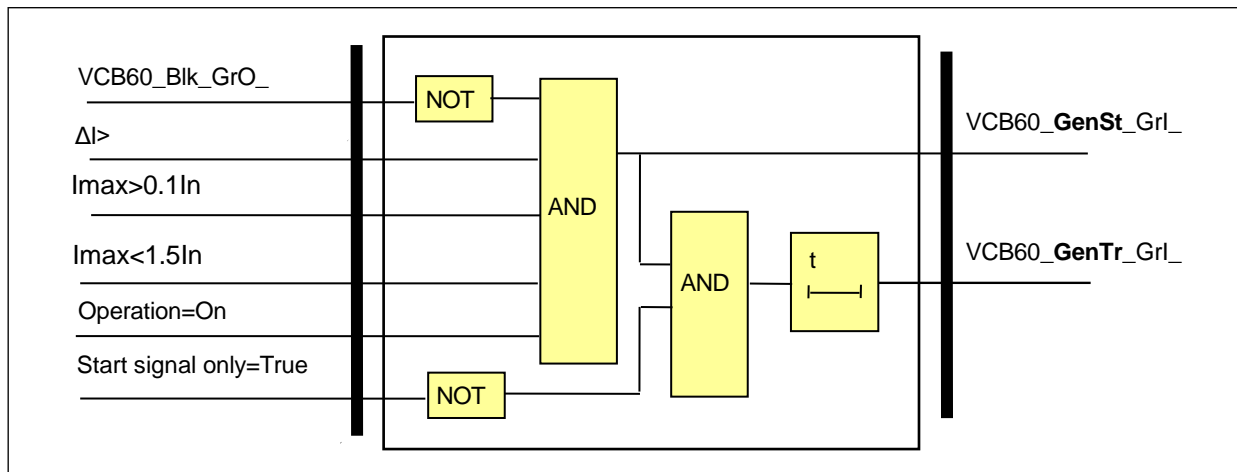 VCB60_Blk_GrO_
NOT
ΔI>
Imax>0.1In
AND
Imax<1.5In
Operation=On
Start signal only=True
NOT
AND
t
VCB60_GenSt_GrI_
VCB60_GenTr_GrI_